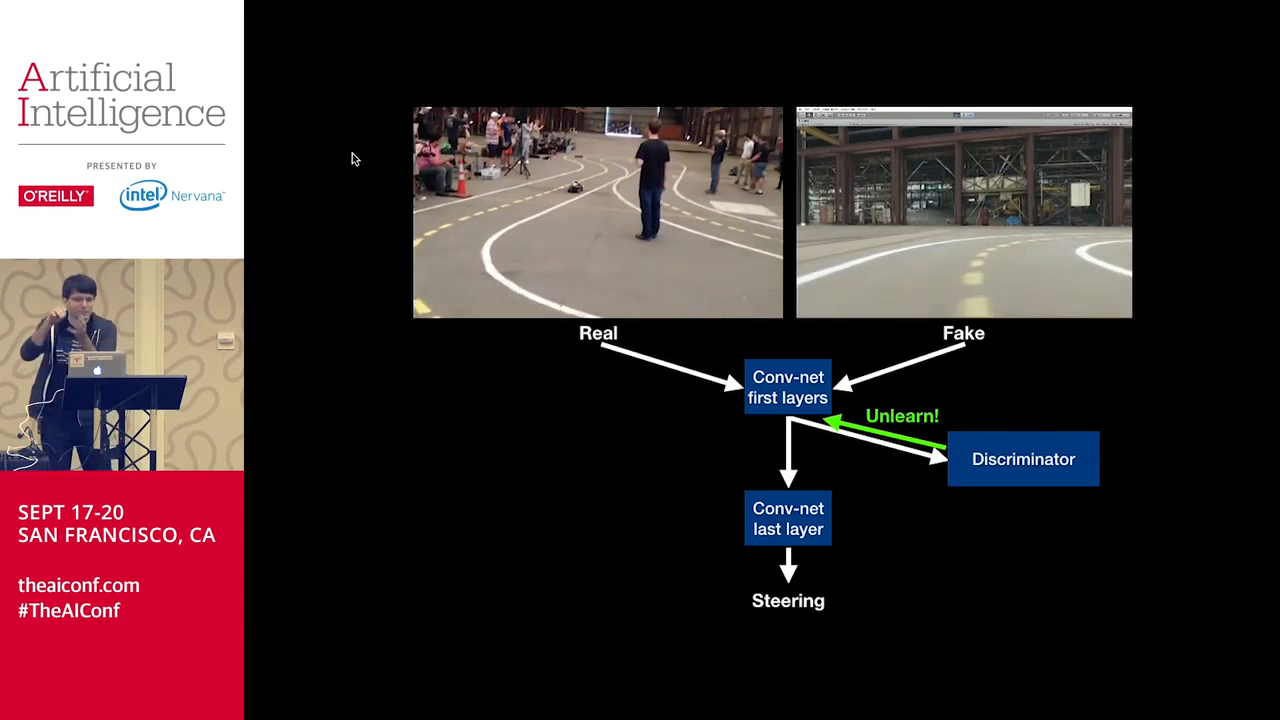 Artificial
Intelligence
PRESENTED BY
O'REILLY
intel Nervana
SEPT 17-20
SAN FRANCISCO, CA
theaiconf.com
#TheAIConf
Real
Fake
Conv-net
first layers
Unlearn!
Discriminator
Conv-net
last layer
Steering